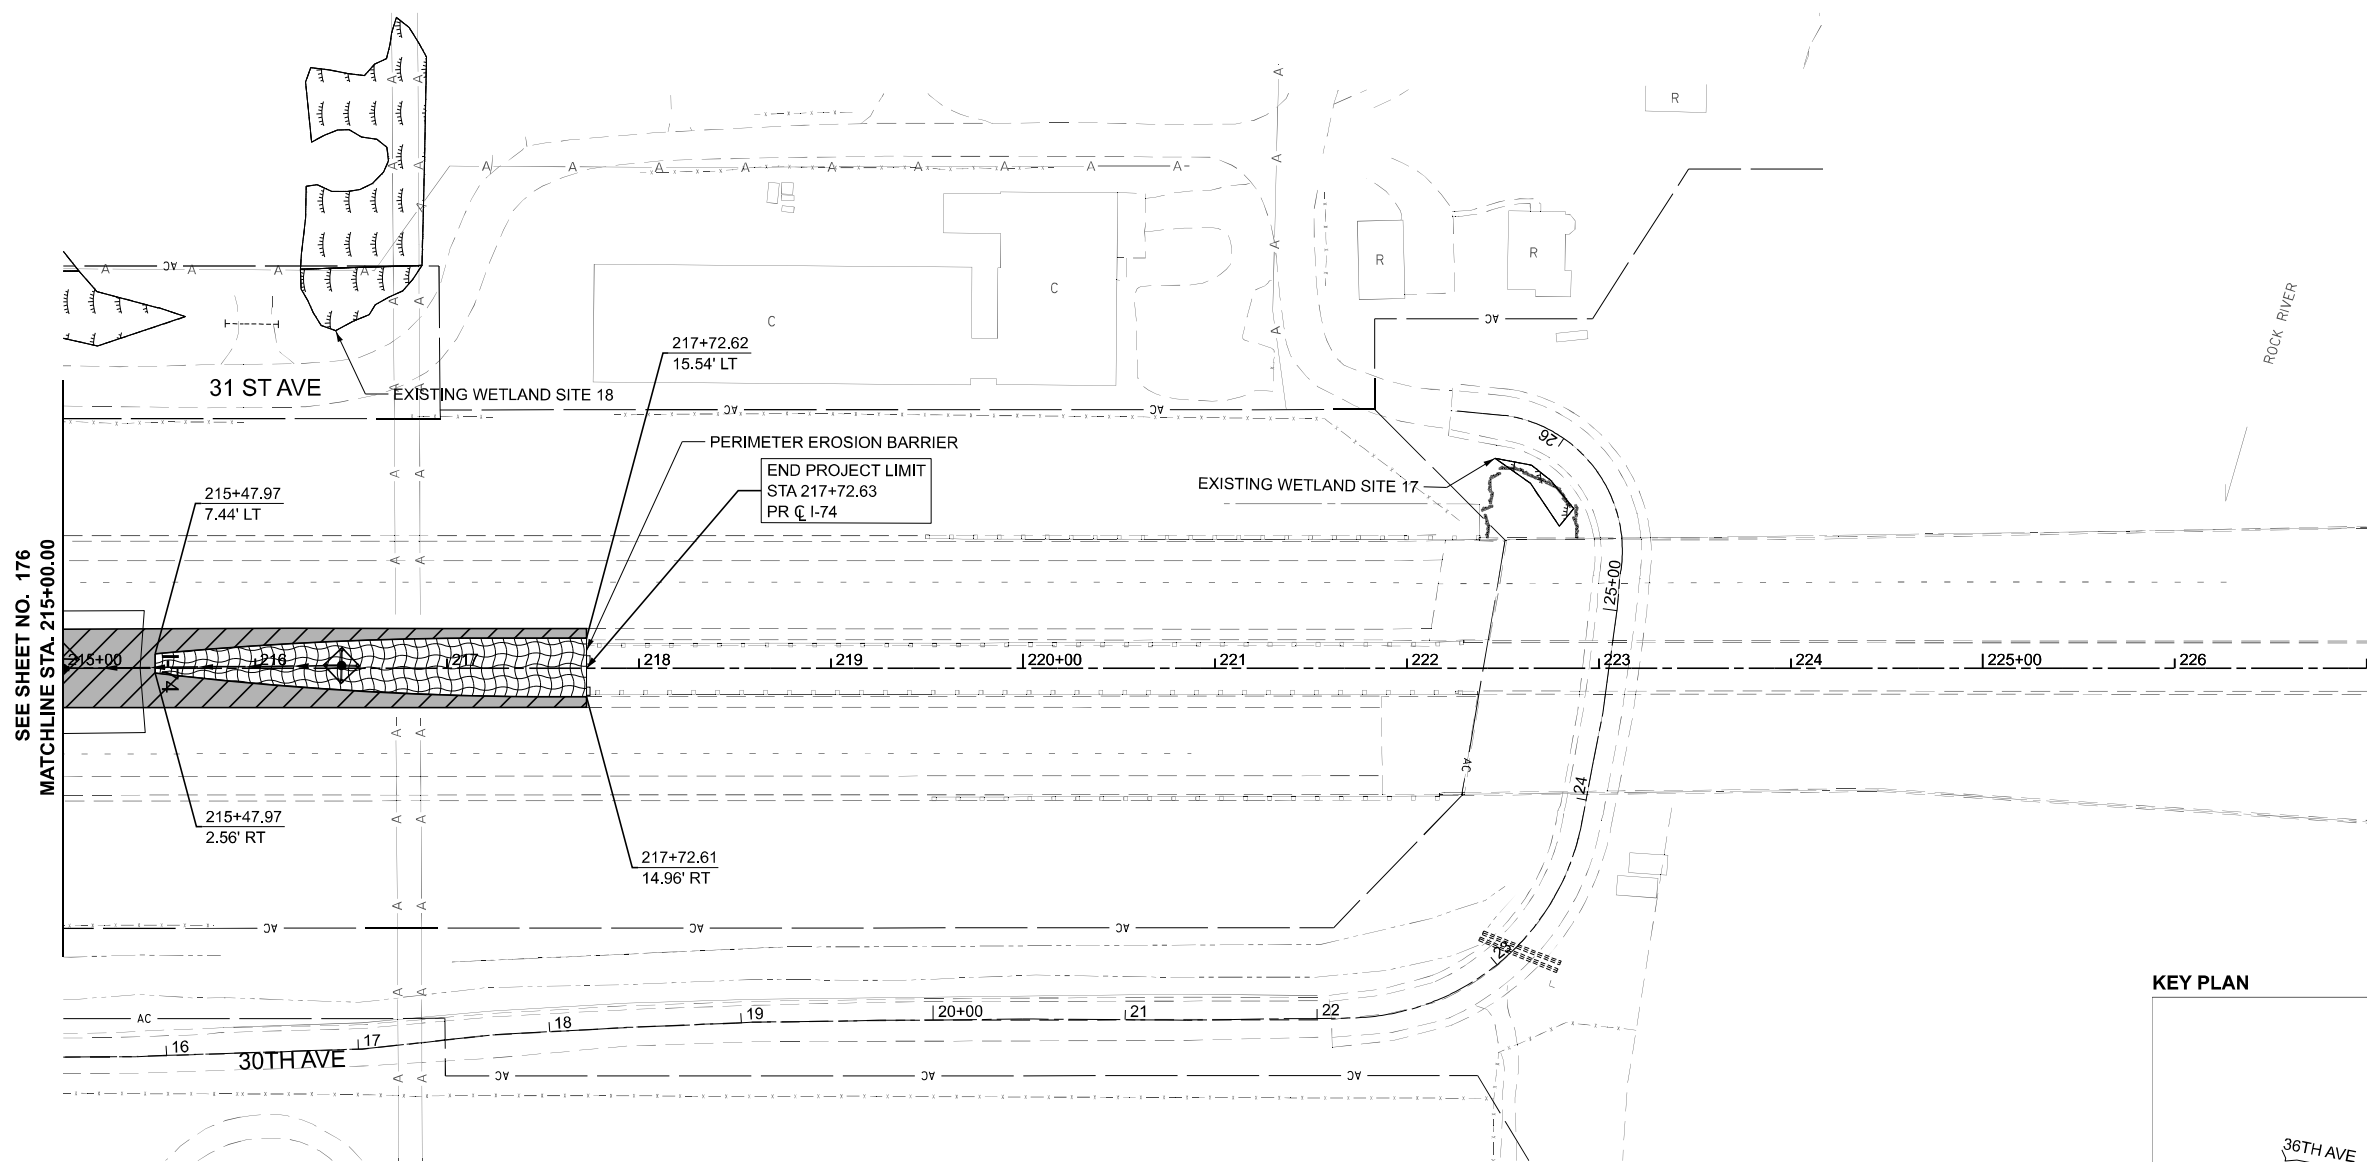 A
R
ROCK RIVER
C
C
R
R
AC
31 ST AVE
EXISTING WETLAND SITE 18
217+72.62
15.54' LT
PERIMETER EROSION BARRIER
END PROJECT LIMIT
STA 217+72.63
PR ℄ I-74
EXISTING WETLAND SITE 17
215+47.97
7.44' LT
SEE SHEET NO. 176
MATCHLINE STA. 215+00.00
26
25+00
24
23
215+00
I-74
216
217
218
219
220+00
221
222
223
224
225+00
226
215+47.97
2.56' RT
217+72.61
14.96' RT
AC
AC
AC
AC
16
17
18
19
20+00
21
22
30TH AVE
AC
AC
AC
KEY PLAN
36TH AVE